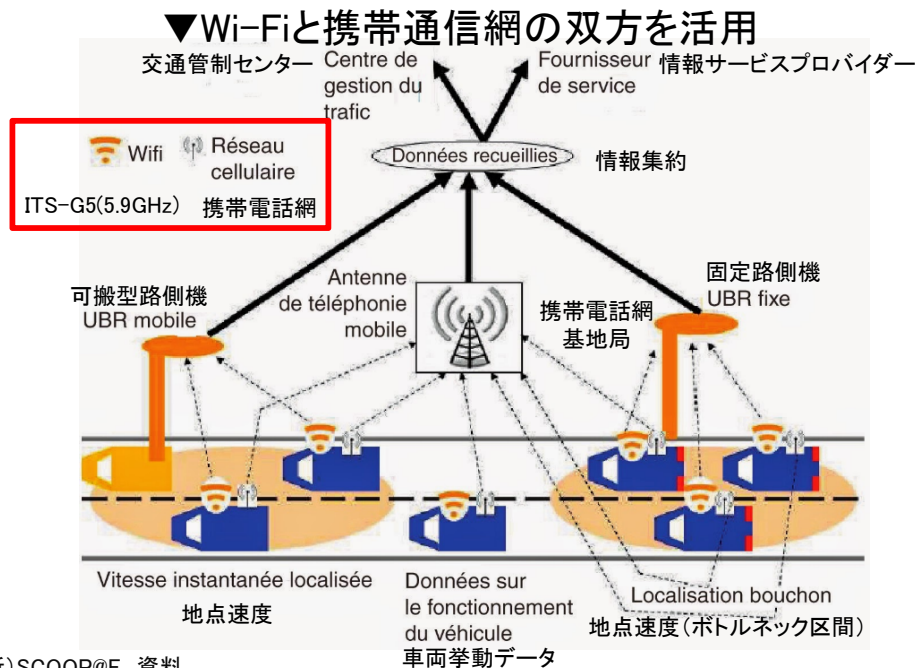 ▼Wi-Fiと携帯通信網の双方を活用
交通管制センター
Centre de
gestion du
trafic
Fournisseur
de service
情報サービスプロバイダー
Wifi
Réseau
cellulaire
ITS-G5(5.9GHz)
携帯電話網
Données recueillies
情報集約
可搬型路側機
UBR mobile
Antenne
de téléphonie
mobile
携帯電話網
基地局
固定路側機
UBR fixe
Vitesse instantanée localisée
地点速度
Données sur
le fonctionnement
du véhicule
車両挙動データ
Localisation bouchon
地点速度(ボトルネック区間)
)SCOOP@F 資料